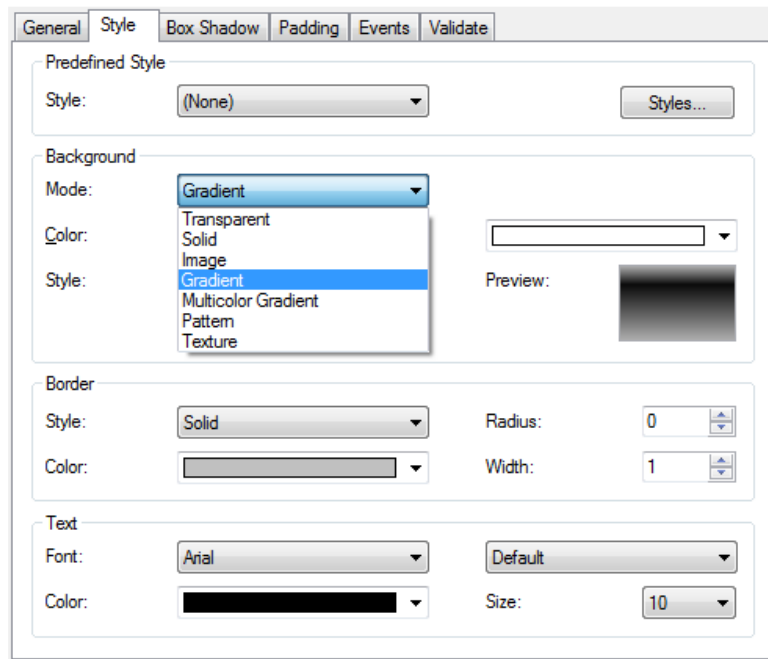 General Style Box Shadow Padding Events Validate
Predefined Style
Style: (None) Styles...
Background
Mode: Gradient
Transparent
Color: Solid
Image
Style: Gradient Preview:
Multicolor Gradient
Pattern
Texture
Border
Style: Solid Radius: 0
Color: Width: 1
Text
Font: Arial Default
Color: Size: 10